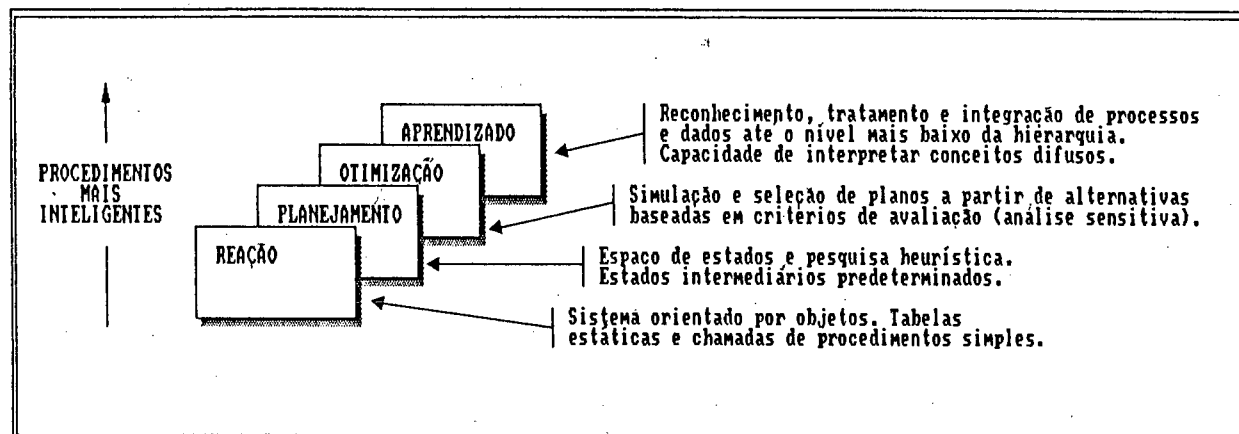 PROCEDIMENTOS
MAIS
INTELIGENTES
APRENDIZADO
OTIMIZAÇÃO
PLANEJAMENTO
REAÇÃO
Reconhecimento, tratamento e integração de processos
e dados ate o nível mais baixo da hierarquia.
Capacidade de interpretar conceitos difusos.
Simulação e seleção de planos a partir de alternativas
baseadas em critérios de avaliação (análise sensitiva).
Espaco de estados e pesquisa heurística.
Estados intermediários predeterminados.
Sistema orientado por objetos. Tabelas
estáticas e chamadas de procedimentos simples.